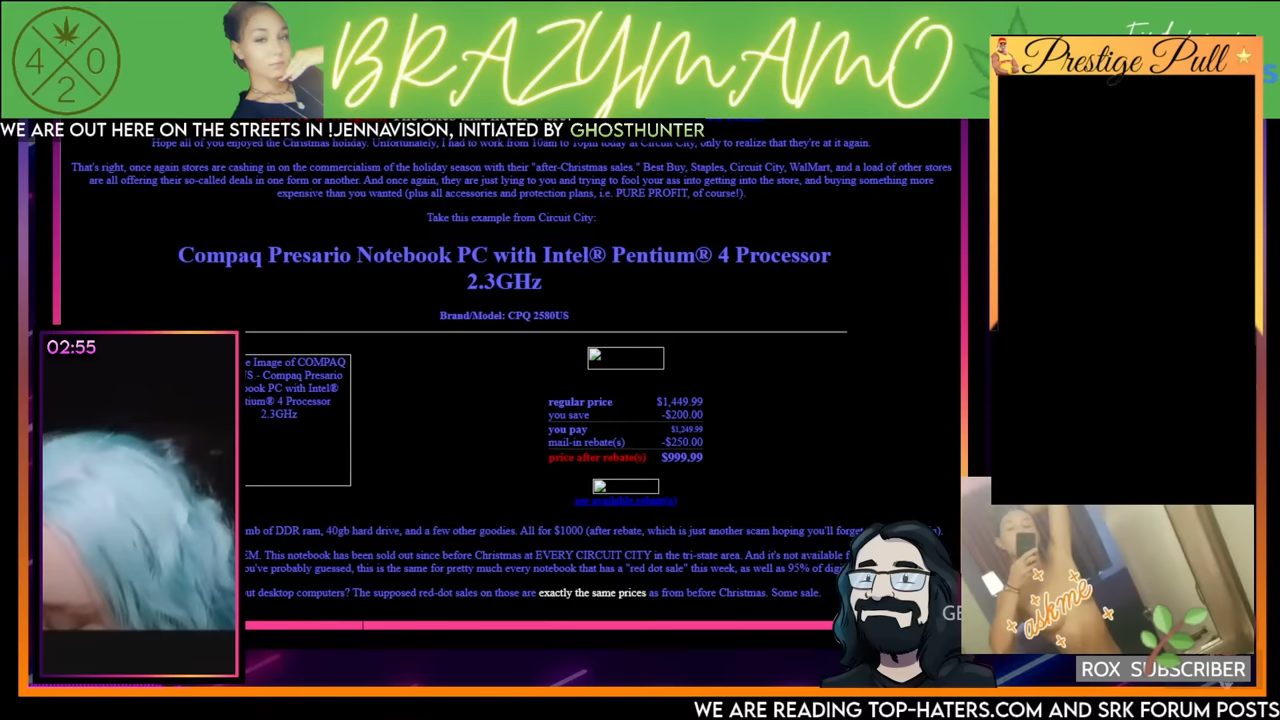 4 0
2
BRAZYMAMO
Prestige Pull
WE ARE OUT HERE ON THE STREETS IN !JENNAVISION, INITIATED BY GHOSTHUNTER
Hope all of you enjoyed the Christmas holiday. Unfortunately, I had to work from 10am to 10pm today at Circuit City, only to realize that they're at it again.
That's right, once again stores are cashing in on the commercialism of the holiday season with their "after-Christmas sales." Best Buy, Staples, Circuit City, WalMart, and a load of other stores
are all offering their so-called deals in one form or another. And once again, they are just lying to you and trying to fool your ass into getting into the store, and buying something more
expensive than you wanted (plus all accessories and protection plans, i.e. PURE PROFIT, of course!).
Take this example from Circuit City:
Compaq Presario Notebook PC with Intel® Pentium® 4 Processor
2.3GHz
Brand/Model: CPQ 2580US
02:55
e Image of COMPAQ
US - Compaq Presario
book PC with Intel®
tium® 4 Processor
2.3GHz
regular price $1,449.99
you save -$200.00
you pay $1,249.99
mail-in rebate(s) -$250.00
price after rebate(s) $999.99
see available rebate(s)
mb of DDR ram, 40gb hard drive, and a few other goodies. All for $1000 (after rebate, which is just another scam hoping you'll forget
EM. This notebook has been sold out since before Christmas at EVERY CIRCUIT CITY in the tri-state area. And it's not available f
ou've probably guessed, this is the same for pretty much every notebook that has a "red dot sale" this week, as well as 95% of digi
out desktop computers? The supposed red-dot sales on those are exactly the same prices as from before Christmas. Some sale.
GE
askme
ROX SUBSCRIBER
WE ARE READING TOP-HATERS.COM AND SRK FORUM POSTS